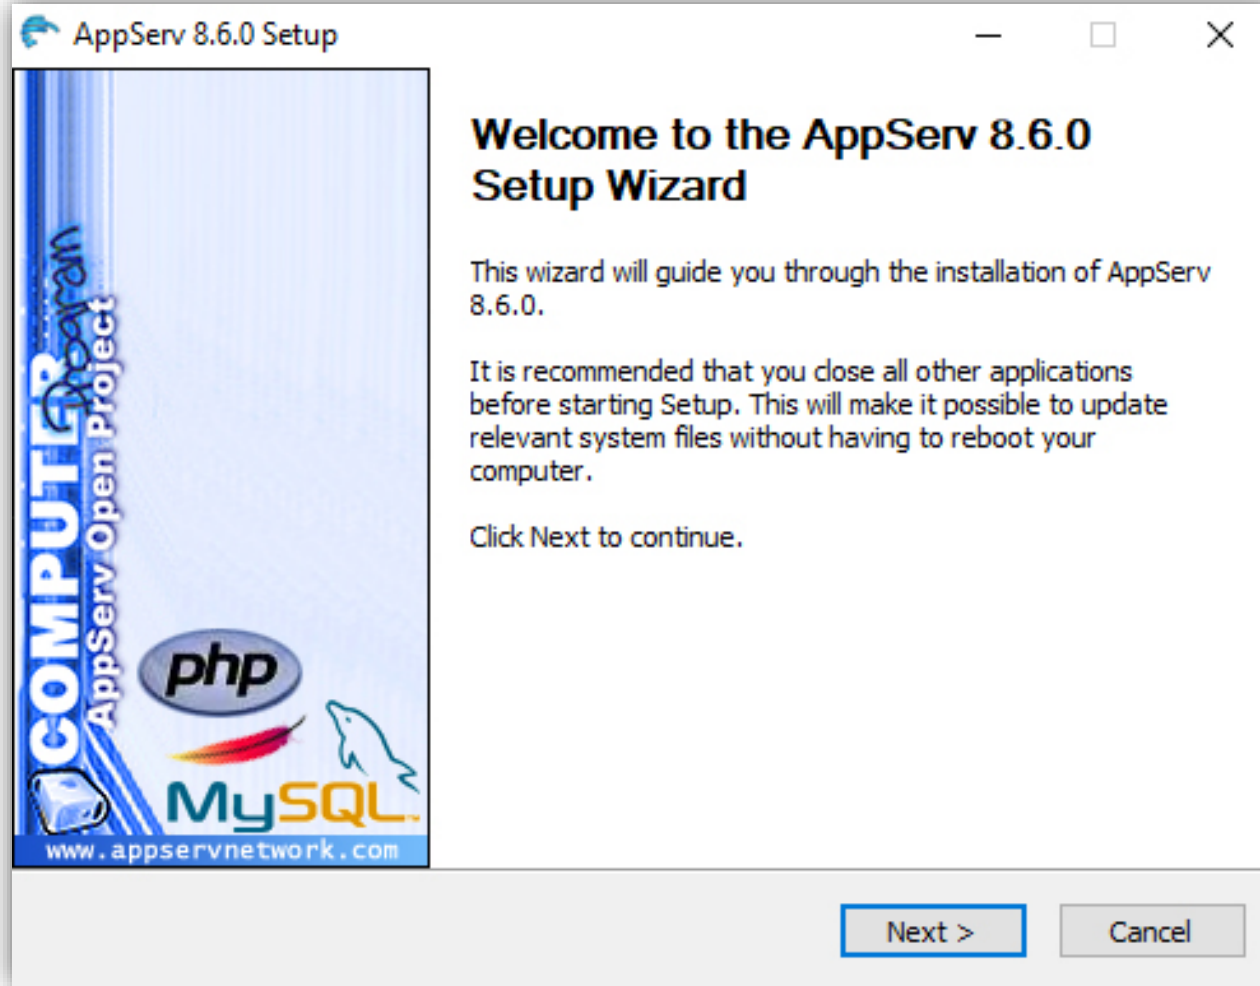 AppServ 8.6.0 Setup
Welcome to the AppServ 8.6.0
Setup Wizard
This wizard will guide you through the installation of AppServ
8.6.0.
It is recommended that you close all other applications
before starting Setup. This will make it possible to update
relevant system files without having to reboot your
computer.
Click Next to continue.
COMPUTER
AppServ Open Project
php
MySQL
www.appservnetwork.com
Next >
Cancel